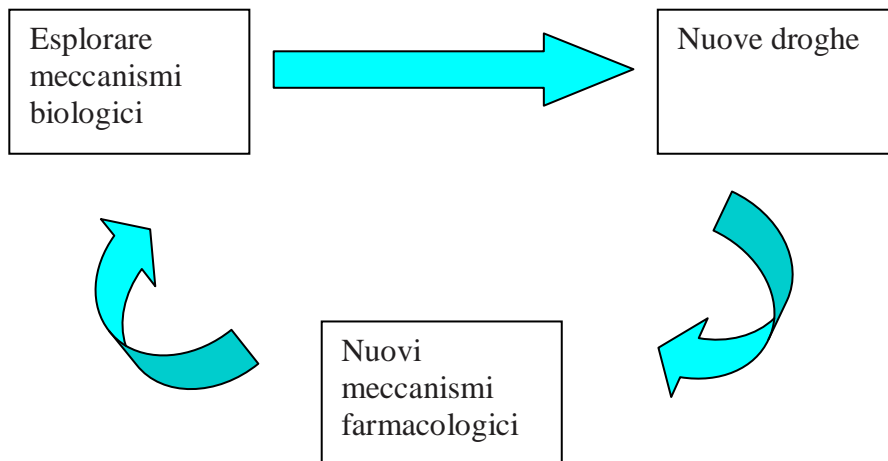 Esplorare
meccanismi
biologici
Nuove droghe
Nuovi
meccanismi
farmacologici